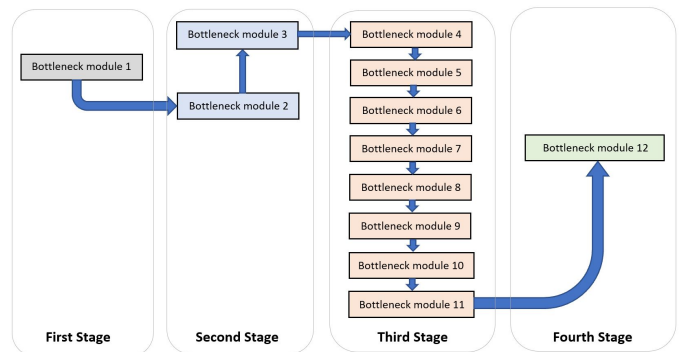 Bottleneck module 1
Bottleneck module 2
Bottleneck module 3
Bottleneck module 4
Bottleneck module 5
Bottleneck module 6
Bottleneck module 7
Bottleneck module 8
Bottleneck module 9
Bottleneck module 10
Bottleneck module 11
Bottleneck module 12
First Stage
Second Stage
Third Stage
Fourth Stage